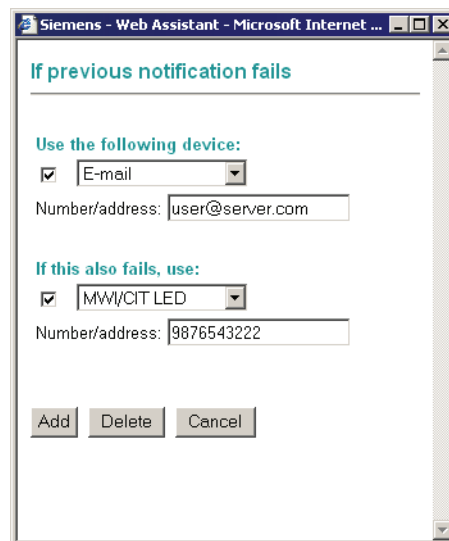 Siemens - Web Assistant - Microsoft Internet ...
If previous notification fails
Use the following device:
E-mail
Number/address: user@server.com
If this also fails, use:
MWI/CIT LED
Number/address: 9876543222
Add Delete Cancel